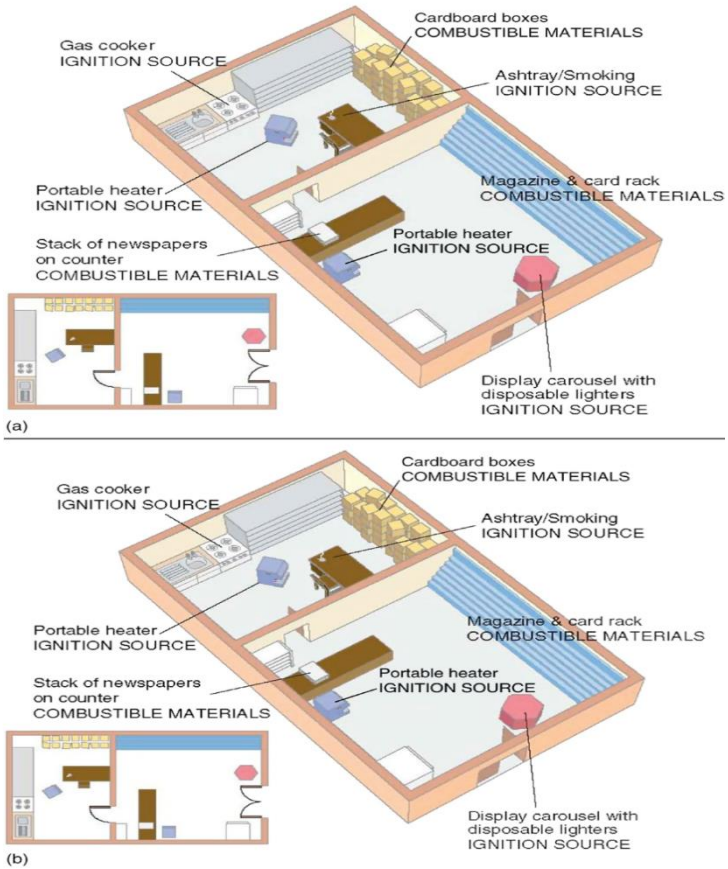 Cardboard boxes
COMBUSTIBLE MATERIALS
Gas cooker
IGNITION SOURCE
Ashtray/Smoking
IGNITION SOURCE
Portable heater
IGNITION SOURCE
Magazine & card rack
COMBUSTIBLE MATERIALS
Stack of newspapers
on counter
COMBUSTIBLE MATERIALS
Portable heater
IGNITION SOURCE
Display carousel with
disposable lighters
IGNITION SOURCE
(a)
Cardboard boxes
COMBUSTIBLE MATERIALS
Gas cooker
IGNITION SOURCE
Ashtray/Smoking
IGNITION SOURCE
Portable heater
IGNITION SOURCE
Magazine & card rack
COMBUSTIBLE MATERIALS
Stack of newspapers
on counter
COMBUSTIBLE MATERIALS
Portable heater
IGNITION SOURCE
Display carousel with
disposable lighters
IGNITION SOURCE
(b)